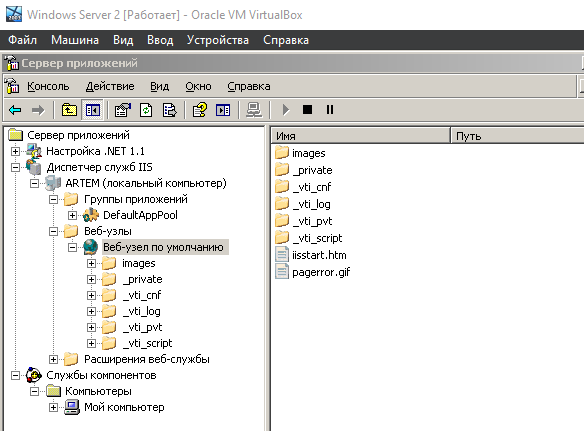 Windows Server 2 [Работает] - Oracle VM VirtualBox
Файл Машина Вид Ввод Устройства Справка
Сервер приложений
Консоль Действие Вид Окно Справка
Сервер приложений
Настройка .NET 1.1
Диспетчер служб IIS
ARTEM (локальный компьютер)
Группы приложений
DefaultAppPool
Веб-узлы
Веб-узел по умолчанию
images
_private
_vti_cnf
_vti_log
_vti_pvt
_vti_script
Расширения веб-службы
Службы компонентов
Компьютеры
Мой компьютер
Имя Путь
images
_private
_vti_cnf
_vti_log
_vti_pvt
_vti_script
iisstart.htm
pagerror.gif